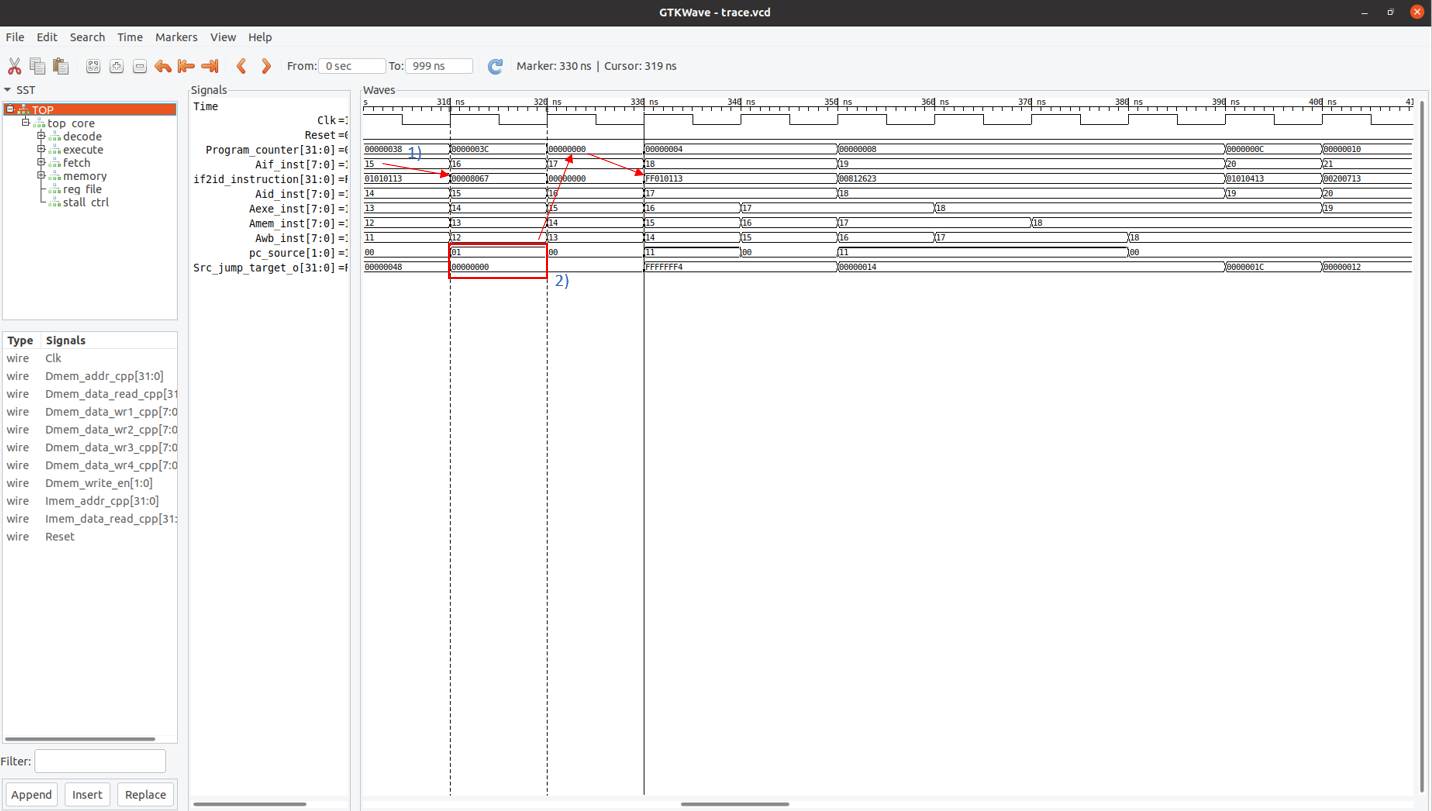 GTKWave - trace.vcd
File Edit Search Time Markers View Help
From: 0 sec To: 999 ns Marker: 330 ns | Cursor: 319 ns
SST
TOP
top_core
decode
execute
fetch
memory
reg_file
stall_ctrl
Type Signals
wire Clk
wire Dmem_addr_cpp[31:0]
wire Dmem_data_read_cpp[31
wire Dmem_data_wr1_cpp[7:0
wire Dmem_data_wr2_cpp[7:0
wire Dmem_data_wr3_cpp[7:0
wire Dmem_data_wr4_cpp[7:0
wire Dmem_write_en[1:0]
wire Imem_addr_cpp[31:0]
wire Imem_data_read_cpp[31:
wire Reset
Filter:
Append Insert Replace
Signals
Waves
Time s 310 ns 320 ns 330 ns 340 ns 350 ns 360 ns 370 ns 380 ns 390 ns 400 ns 41
Clk =1
Reset =0
Program_counter[31:0] =0 00000038 0000003C 00000000 00000004 00000008 0000000C 00000010
1)
Aif_inst[7:0] =1 15 16 17 18 19 20 21
if2id_instruction[31:0] =F 01010113 00008067 00000000 FF010113 00812623 01010413 00200713
Aid_inst[7:0] =1 14 15 16 17 18 19 20
Aexe_inst[7:0] =1 13 14 15 16 17 18 19
Amem_inst[7:0] =1 12 13 14 15 16 17 18
Awb_inst[7:0] =1 11 12 13 14 15 16 17 18
pc_source[1:0] =1 00 01 00 11 00 11 00
Src_jump_target_o[31:0] =F 00000048 00000000 FFFFFFF4 00000014 0000001C 00000012
2)